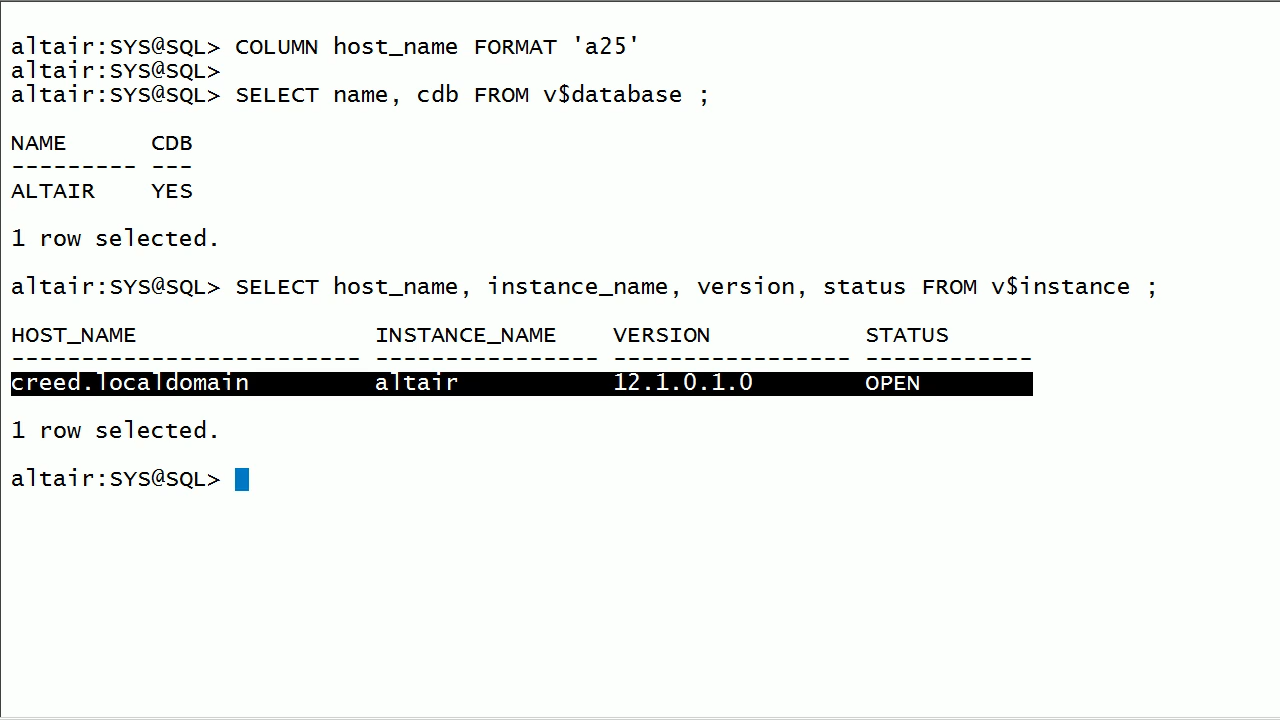 altair:SYS@SQL> COLUMN host_name FORMAT 'a25'
altair:SYS@SQL>
altair:SYS@SQL> SELECT name, cdb FROM v$database ;
NAME      CDB
--------- ---
ALTAIR    YES
1 row selected.
altair:SYS@SQL> SELECT host_name, instance_name, version, status FROM v$instance ;
HOST_NAME                 INSTANCE_NAME    VERSION           STATUS
------------------------- ---------------- ----------------- ------------
creed.localdomain         altair           12.1.0.1.0        OPEN
1 row selected.
altair:SYS@SQL>